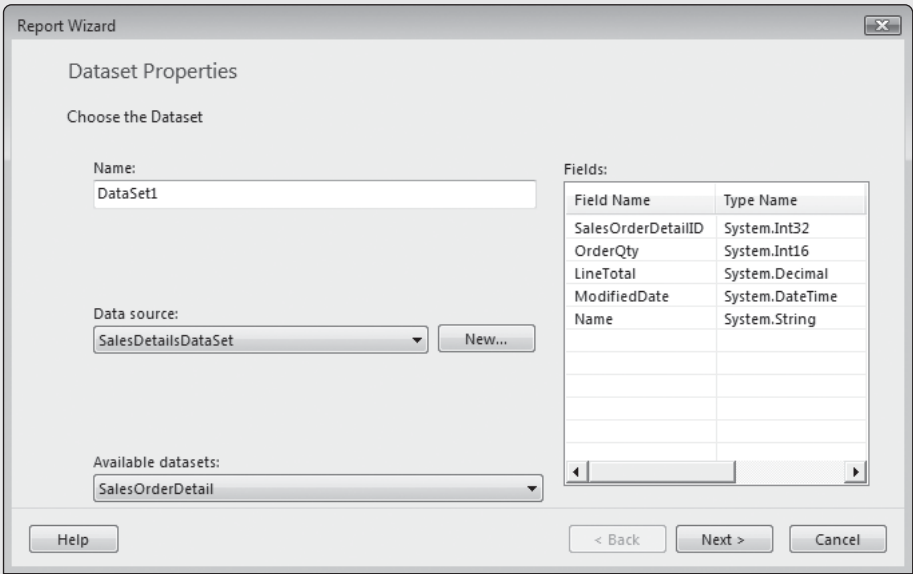 Report Wizard
Dataset Properties
Choose the Dataset
Name:
DataSet1
Data source:
SalesDetailsDataSet
New...
Available datasets:
SalesOrderDetail
Fields:
Field Name Type Name
SalesOrderDetailID System.Int32
OrderQty System.Int16
LineTotal System.Decimal
ModifiedDate System.DateTime
Name System.String
Help
< Back
Next >
Cancel